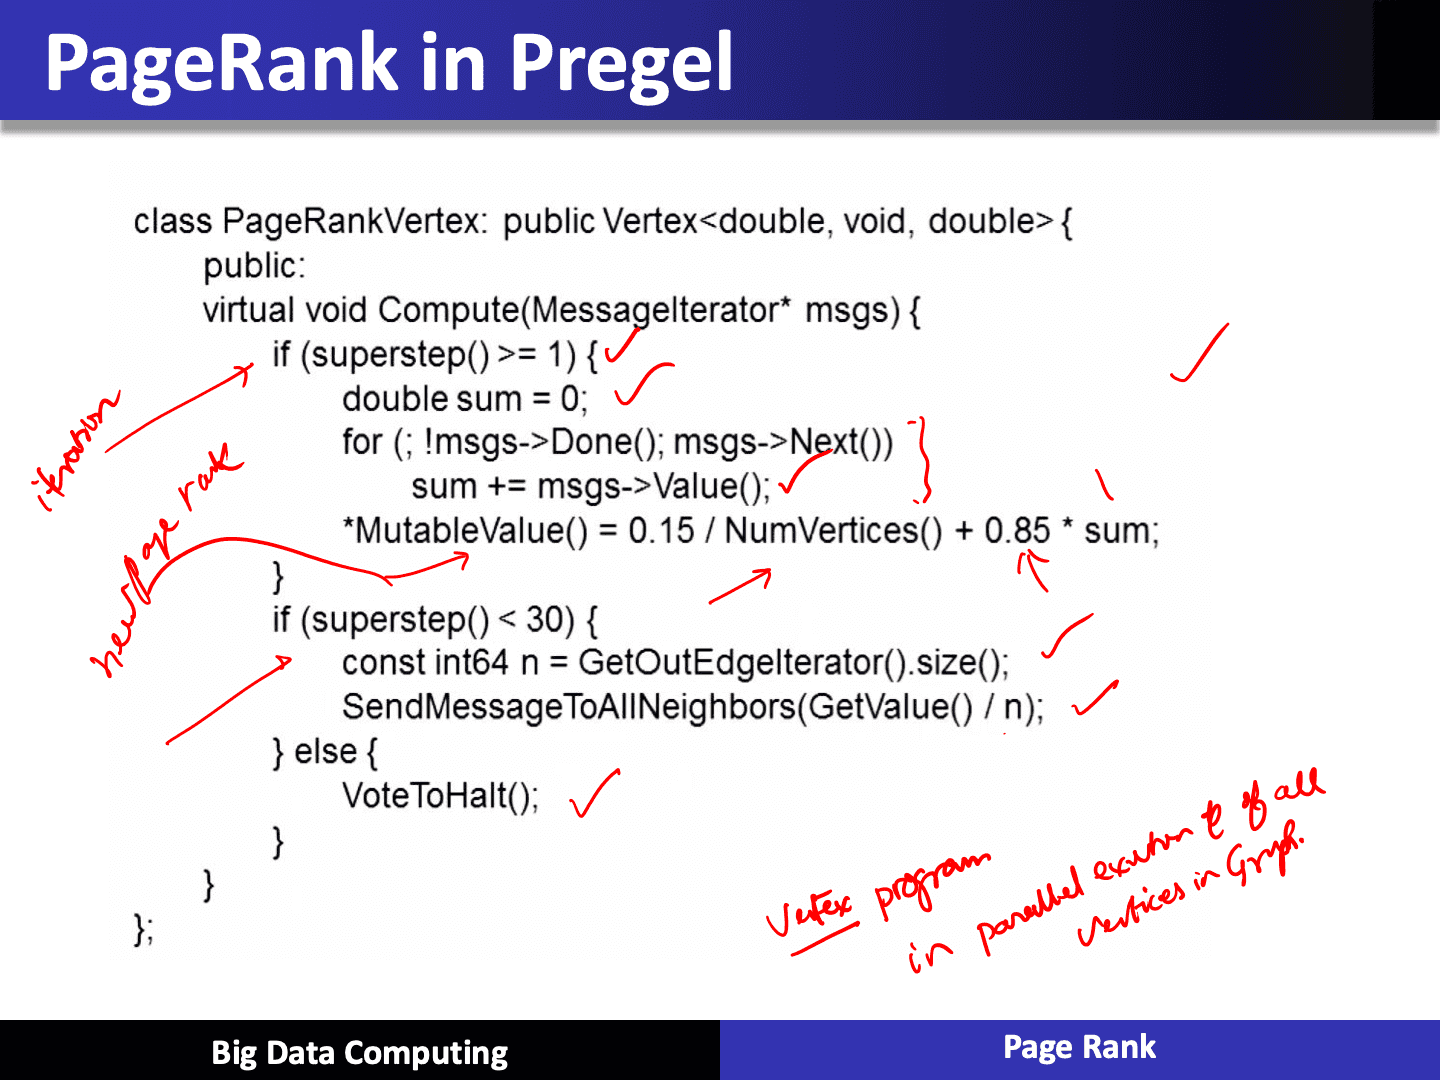 PageRank in Pregel
class PageRankVertex: public Vertex<double, void, double> {
public:
virtual void Compute(MessageIterator* msgs) {
if (superstep() >= 1) {
double sum = 0;
for (; !msgs->Done(); msgs->Next())
sum += msgs->Value();
*MutableValue() = 0.15 / NumVertices() + 0.85 * sum;
}
if (superstep() < 30) {
const int64 n = GetOutEdgeIterator().size();
SendMessageToAllNeighbors(GetValue() / n);
} else {
VoteToHalt();
}
}
};
iteration
new page rank
Vertex program
in parallel execution of all
vertices in Graph.
Big Data Computing
Page Rank